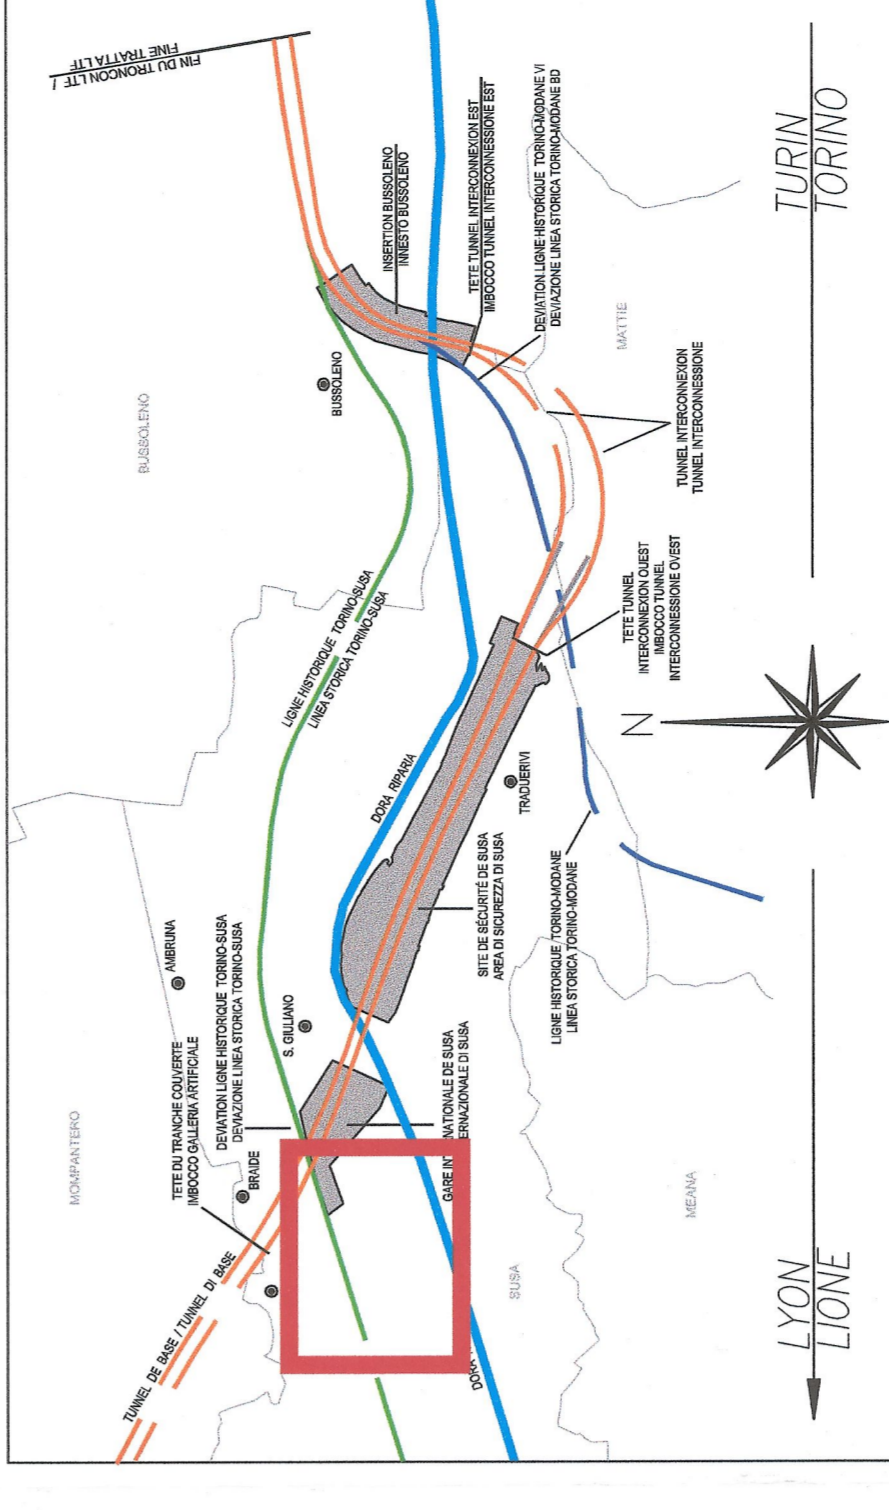 FIN DU TRONCON LTF /
FINE TRATTA LTF
INSERTION BUSSOLENO
INNESTO BUSSOLENO
TETE TUNNEL INTERCONNEXION EST
IMBOCCO TUNNEL INTERCONNESSIONE EST
DEVIATION LIGNE HISTORIQUE TORINO-MODANE VI
DEVIAZIONE LINEA STORICA TORINO-MODANE BD
TURIN
TORINO
BUSSOLENO
BUSSOLENO
MATTIE
TUNNEL INTERCONNEXION
TUNNEL INTERCONNESSIONE
LIGNE HISTORIQUE TORINO-SUSA
LINEA STORICA TORINO-SUSA
TETE TUNNEL
INTERCONNEXION OUEST
IMBOCCO TUNNEL
INTERCONNESSIONE OVEST
N
DORA RIPARIA
TRADUERIVI
SITE DE SÉCURITÉ DE SUSA
AREA DI SICUREZZA DI SUSA
LIGNE HISTORIQUE TORINO-MODANE
LINEA STORICA TORINO-MODANE
AMBRUNA
DEVIATION LIGNE HISTORIQUE TORINO-SUSA
DEVIAZIONE LINEA STORICA TORINO-SUSA
S. GIULIANO
MOMPANTERO
TETE DU TRANCHE COUVERTE
IMBOCCO GALLERIA ARTIFICIALE
BRAIDE
GARE INT NATIONALE DE SUSA
ERNAZIONALE DI SUSA
MEANA
SUSA
TUNNEL DE BASE / TUNNEL DI BASE
DORA
LYON
LIONE